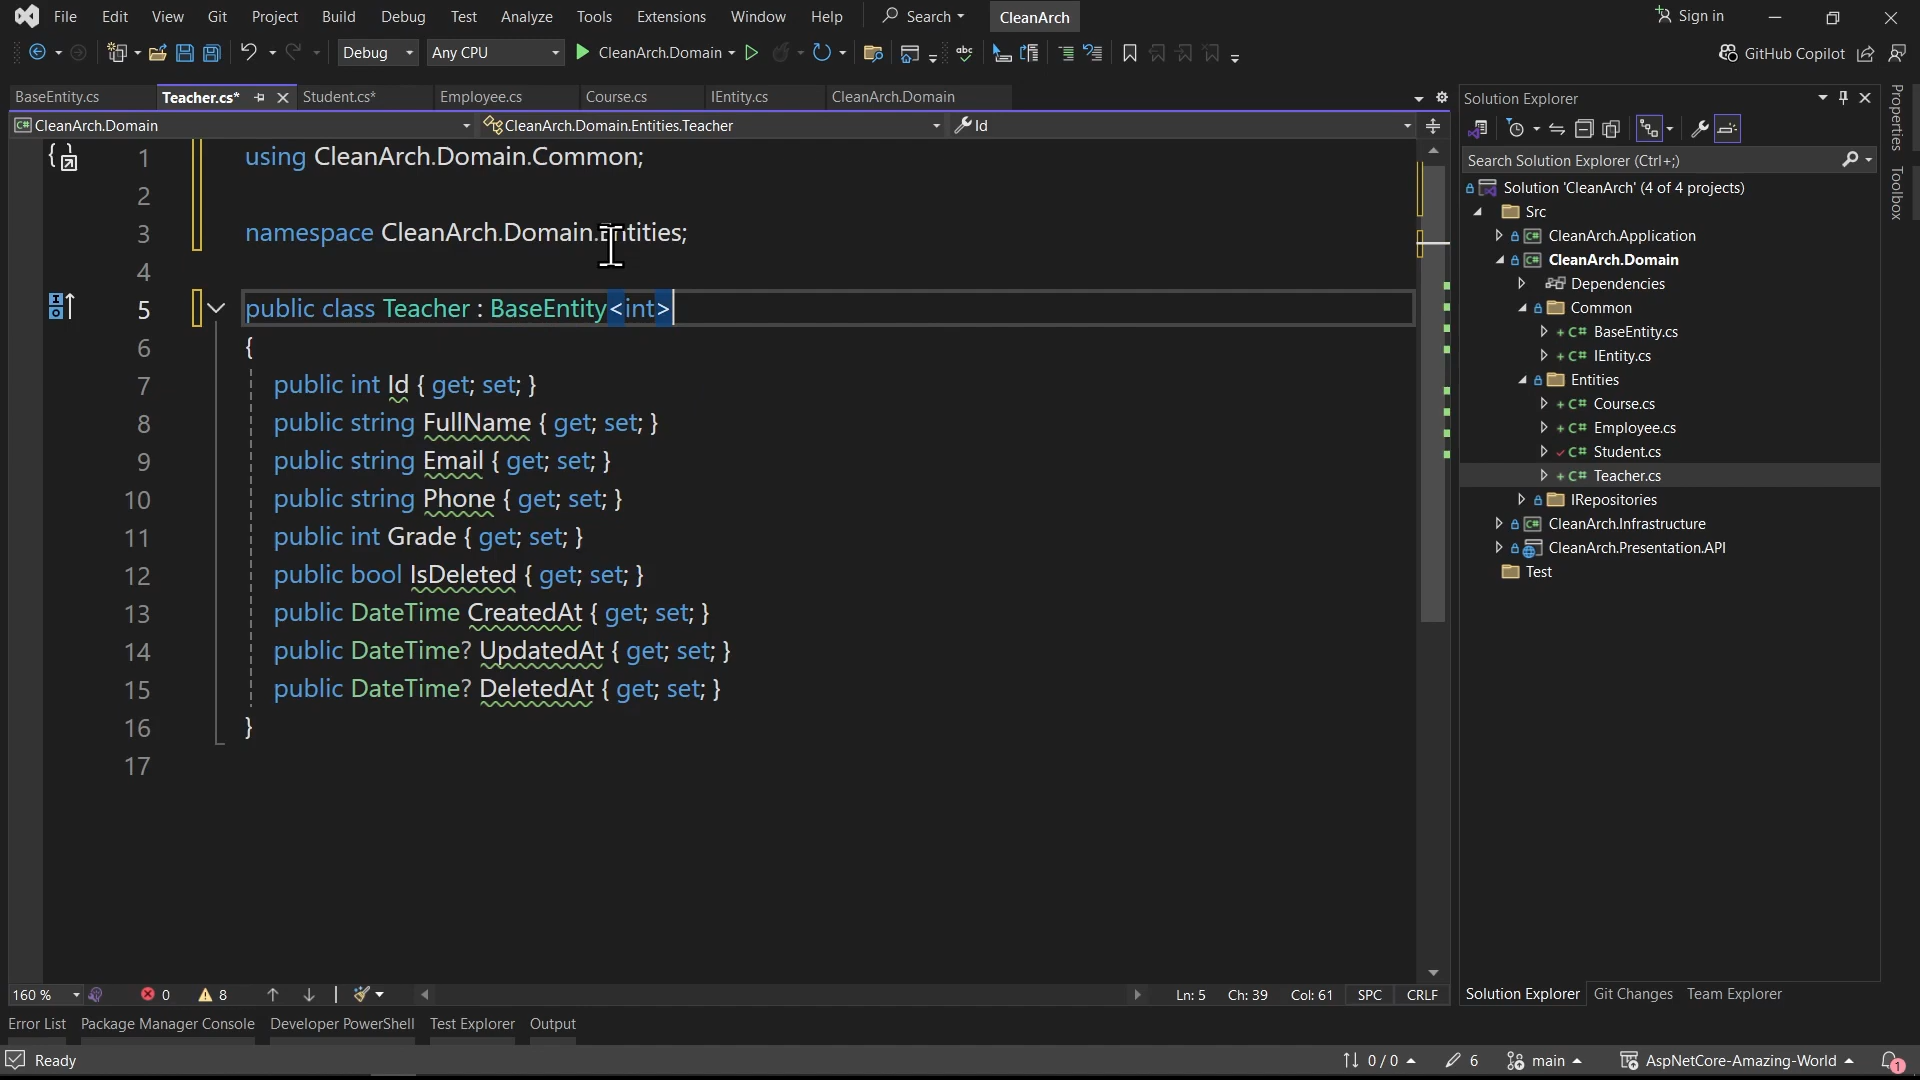 File Edit View Git Project Build Debug Test Analyze Tools Extensions Window Help Search CleanArch Sign in
Debug Any CPU CleanArch.Domain GitHub Copilot
BaseEntity.cs Teacher.cs* Student.cs* Employee.cs Course.cs IEntity.cs CleanArch.Domain
CleanArch.Domain CleanArch.Domain.Entities.Teacher Id
1 using CleanArch.Domain.Common;
2
3 namespace CleanArch.Domain.Entities;
4
5 public class Teacher : BaseEntity<int>
6 {
7 public int Id { get; set; }
8 public string FullName { get; set; }
9 public string Email { get; set; }
10 public string Phone { get; set; }
11 public int Grade { get; set; }
12 public bool IsDeleted { get; set; }
13 public DateTime CreatedAt { get; set; }
14 public DateTime? UpdatedAt { get; set; }
15 public DateTime? DeletedAt { get; set; }
16 }
17
160 % 0 8 Ln: 5 Ch: 39 Col: 61 SPC CRLF
Solution Explorer
Search Solution Explorer (Ctrl+;)
Solution 'CleanArch' (4 of 4 projects)
Src
CleanArch.Application
CleanArch.Domain
Dependencies
Common
BaseEntity.cs
IEntity.cs
Entities
Course.cs
Employee.cs
Student.cs
Teacher.cs
IRepositories
CleanArch.Infrastructure
CleanArch.Presentation.API
Test
Solution Explorer Git Changes Team Explorer
Properties
Toolbox
Error List Package Manager Console Developer PowerShell Test Explorer Output
Ready 0 / 0 6 main AspNetCore-Amazing-World 1